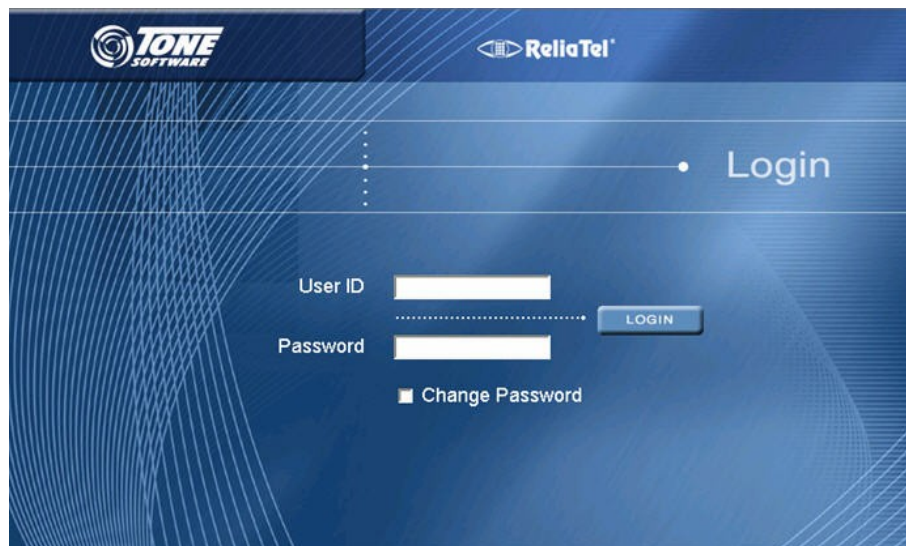 TONE
SOFTWARE
ReliaTel
Login
User ID
LOGIN
Password
Change Password